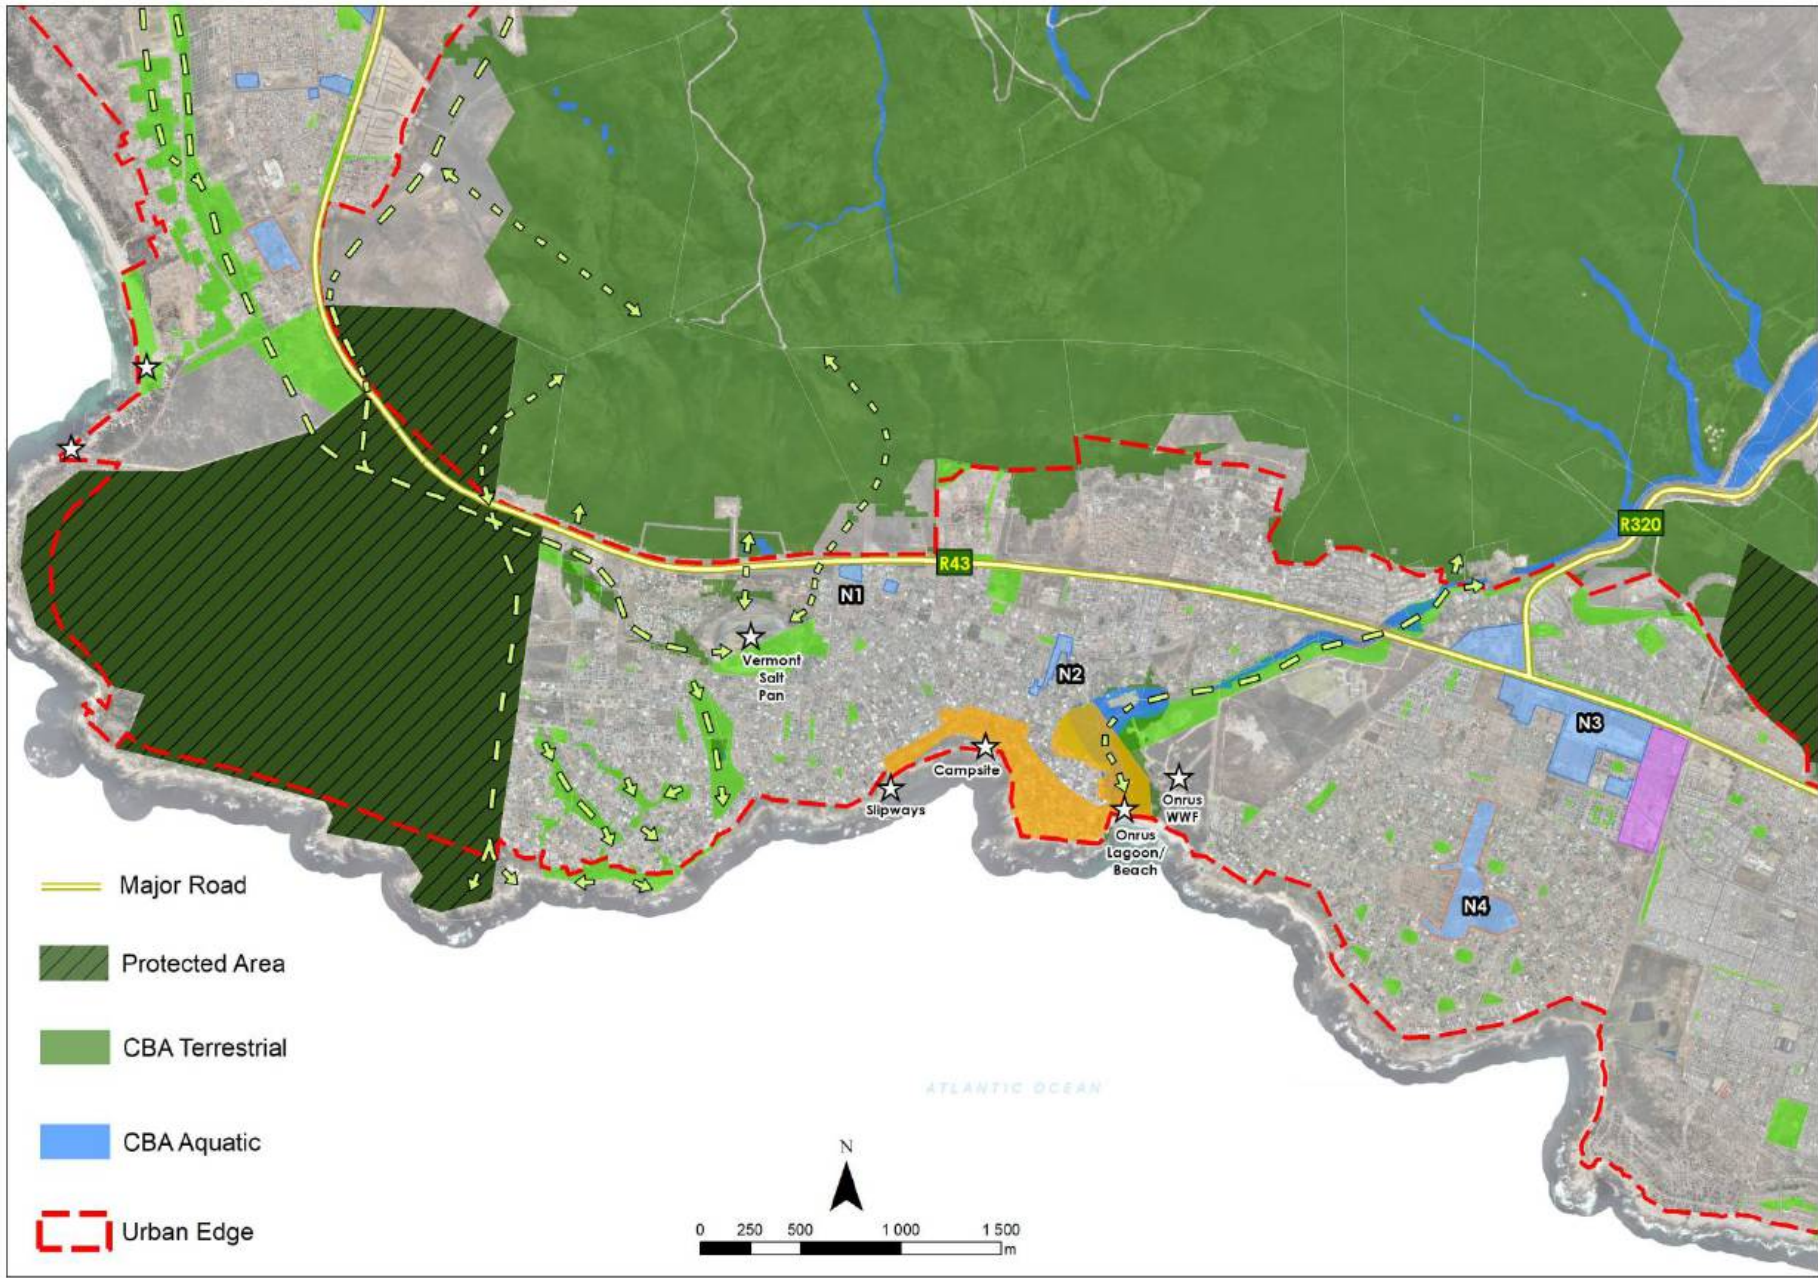 R320
R43
N1
Vermont
Salt
Pan
N2
N3
Campsite
Slipways
Onrus
WWF
Onrus
Lagoon/
Beach
N4
Major Road
Protected Area
CBA Terrestrial
CBA Aquatic
Urban Edge
ATLANTIC OCEAN
N
0 250 500 1 000 1 500
m